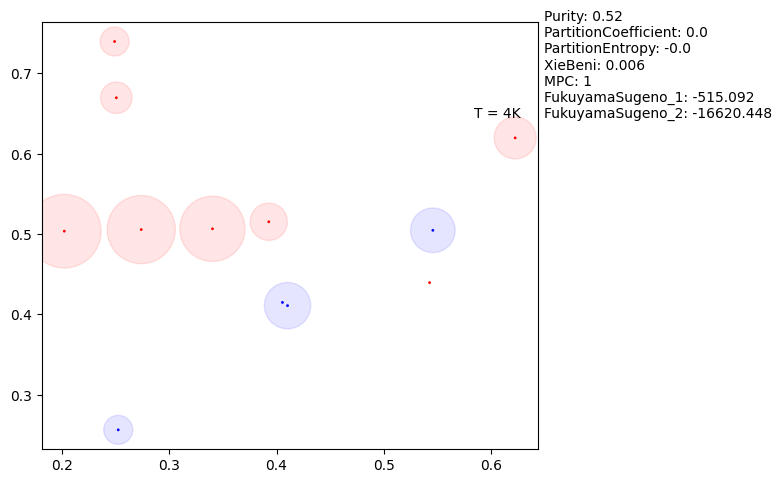 Purity: 0.52
PartitionCoefficient: 0.0
PartitionEntropy: -0.0
XieBeni: 0.006
MPC: 1
FukuyamaSugeno_1: -515.092
FukuyamaSugeno_2: -16620.448
T = 4K
0.7
0.6
0.5
0.4
0.3
0.2 0.3 0.4 0.5 0.6